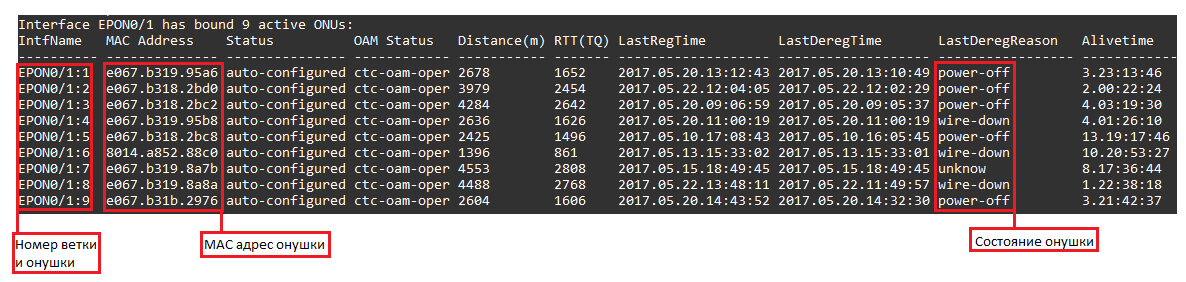 Interface EPON0/1 has bound 9 active ONUs:
IntfName MAC Address Status OAM Status Distance(m) RTT(TQ) LastRegTime LastDeregTime LastDeregReason Alivetime
--------- -------------- --------------- ------------ ----------- ------- ------------------- ------------------- --------------- -------------
EPON0/1:1 e067.b319.95a6 auto-configured ctc-oam-oper 2678 1652 2017.05.20.13:12:43 2017.05.20.13:10:49 power-off 3.23:13:46
EPON0/1:2 e067.b318.2bd0 auto-configured ctc-oam-oper 3979 2454 2017.05.22.12:04:05 2017.05.22.12:02:29 power-off 2.00:22:24
EPON0/1:3 e067.b318.2bc2 auto-configured ctc-oam-oper 4284 2642 2017.05.20.09:06:59 2017.05.20.09:05:37 power-off 4.03:19:30
EPON0/1:4 e067.b319.95b8 auto-configured ctc-oam-oper 2636 1626 2017.05.20.11:00:19 2017.05.20.11:00:19 wire-down 4.01:26:10
EPON0/1:5 e067.b318.2bc8 auto-configured ctc-oam-oper 2425 1496 2017.05.10.17:08:43 2017.05.10.16:05:45 power-off 13.19:17:46
EPON0/1:6 8014.a852.88c0 auto-configured ctc-oam-oper 1396 861 2017.05.13.15:33:02 2017.05.13.15:33:01 wire-down 10.20:53:27
EPON0/1:7 e067.b319.8a7b auto-configured ctc-oam-oper 4553 2808 2017.05.15.18:49:45 2017.05.15.18:49:45 unknow 8.17:36:44
EPON0/1:8 e067.b319.8a8a auto-configured ctc-oam-oper 4488 2768 2017.05.22.13:48:11 2017.05.22.11:49:57 wire-down 1.22:38:18
EPON0/1:9 e067.b31b.2976 auto-configured ctc-oam-oper 2604 1606 2017.05.20.14:43:52 2017.05.20.14:32:30 power-off 3.21:42:37
Номер ветки
и онушки
MAC адрес онушки
Состояние онушки